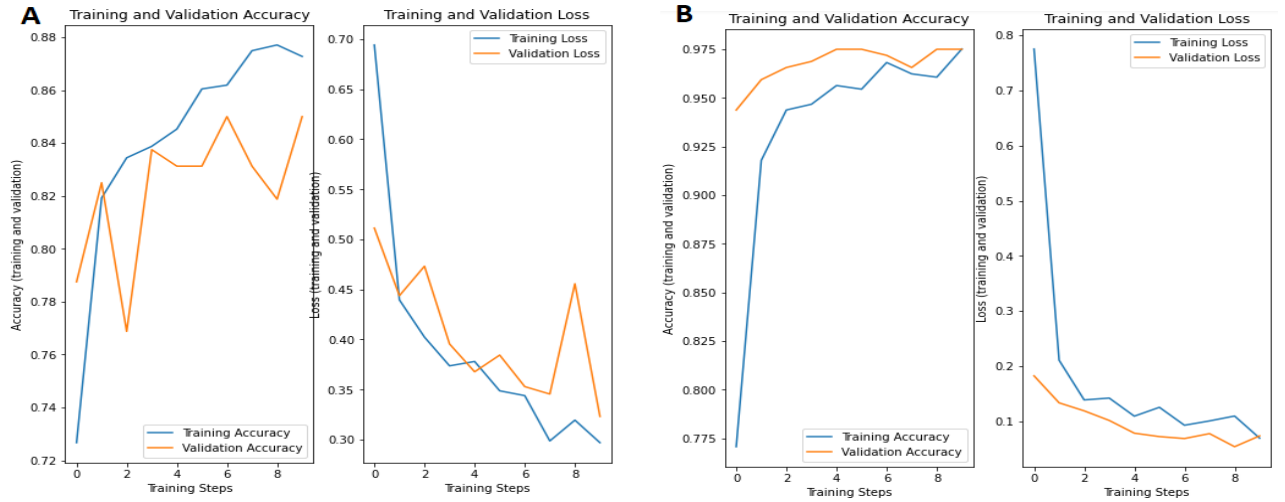 A
Training and Validation Accuracy
Accuracy (training and validation)
0.88
0.86
0.84
0.82
0.80
0.78
0.76
0.74
0.72
Training Accuracy
Validation Accuracy
0 2 4 6 8
Training Steps
Training and Validation Loss
Loss (training and validation)
0.70
0.65
0.60
0.55
0.50
0.45
0.40
0.35
0.30
Training Loss
Validation Loss
0 2 4 6 8
Training Steps
B
Training and Validation Accuracy
Accuracy (training and validation)
0.975
0.950
0.925
0.900
0.875
0.850
0.825
0.800
0.775
Training Accuracy
Validation Accuracy
0 2 4 6 8
Training Steps
Training and Validation Loss
Loss (training and validation)
0.8
0.7
0.6
0.5
0.4
0.3
0.2
0.1
Training Loss
Validation Loss
0 2 4 6 8
Training Steps